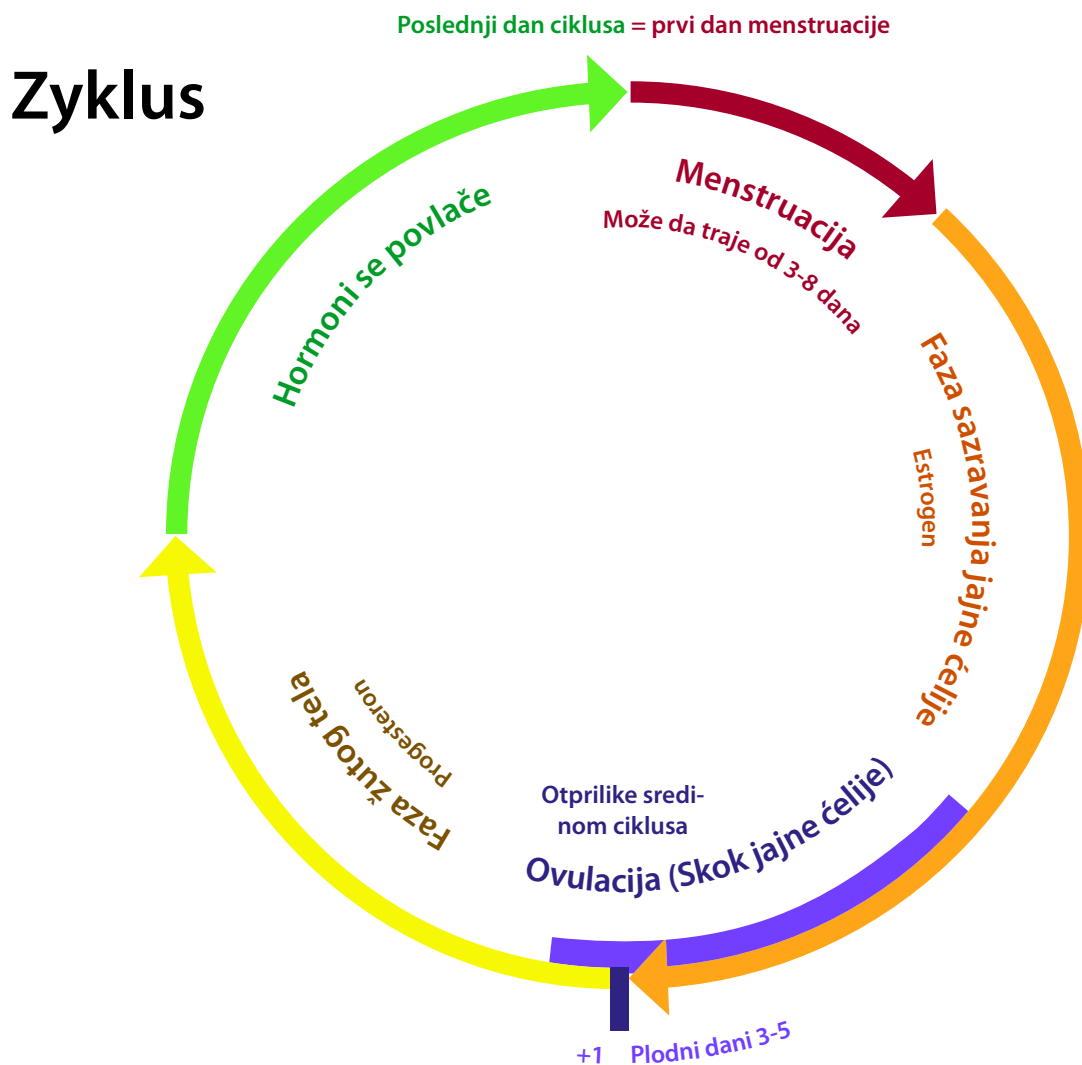 Poslednji dan ciklusa = prvi dan menstruacije
Zyklus
Menstruacija
Može da traje od 3-8 dana
Hormoni se povlače
Faza sazravanja jajne ćelije
Estrogen
Faza žutog tela
Progesteron
Otprilike sredi-
nom ciklusa
Ovulacija (Skok jajne ćelije)
+1 Plodni dani 3-5